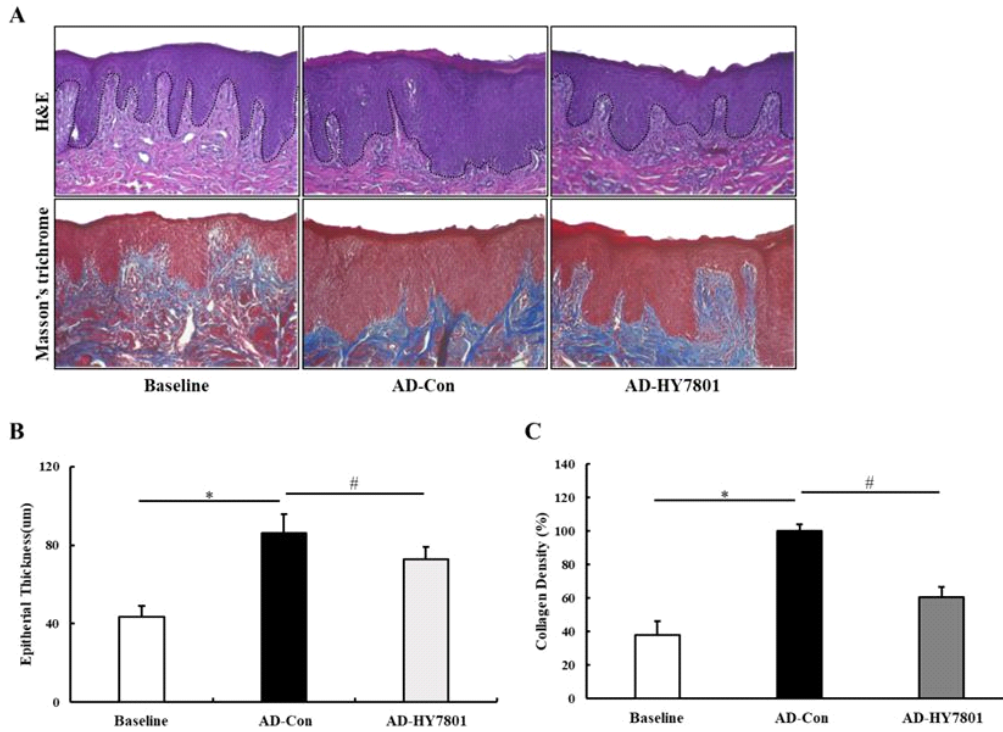 A
H&E
Masson's trichrome
Baseline AD-Con AD-HY7801
B
Epitherial Thickness(um)
120
80
40
0
*
#
Baseline AD-Con AD-HY7801
C
Collagen Density (%)
140
120
100
80
60
40
20
0
*
#
Baseline AD-Con AD-HY7801